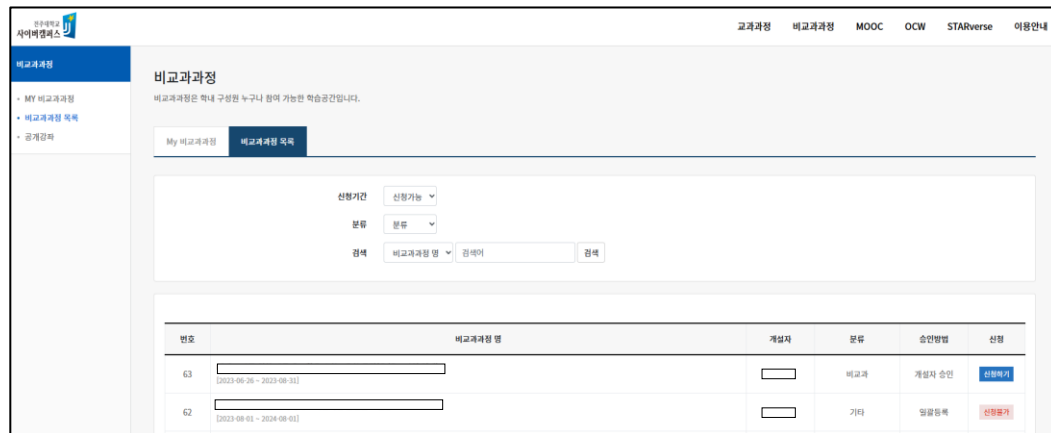 전주대학교
사이버캠퍼스
교과과정 비교과과정 MOOC OCW STARverse 이용안내
비교과과정
MY 비교과과정
비교과과정 목록
공개강좌
비교과과정
비교과과정은 학내 구성원 누구나 참여 가능한 학습공간입니다.
My 비교과과정 비교과과정 목록
신청기간 신청가능
분류 분류
검색 비교과과정 명 검색어 검색
번호 비교과과정 명 개설자 분류 승인방법 신청
63 비교과 개설자 승인 신청하기
[2023-06-26 ~ 2023-08-31]
62 기타 일괄등록 신청불가
[2023-08-01 ~ 2024-08-01]